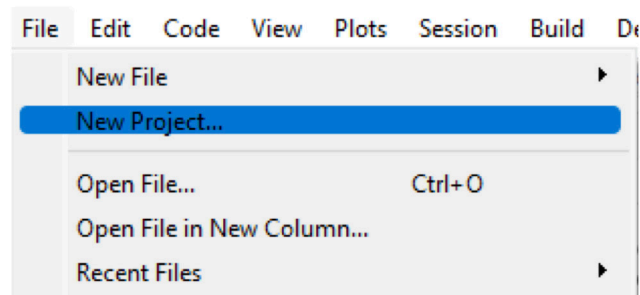 File Edit Code View Plots Session Build
New File
New Project...
Open File... Ctrl+O
Open File in New Column...
Recent Files